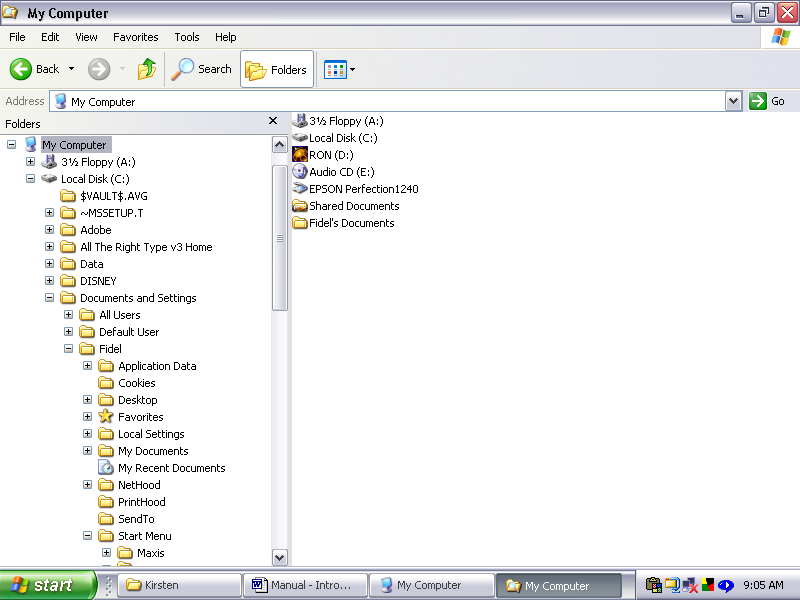 My Computer
File Edit View Favorites Tools Help
Back Search Folders
Address My Computer Go
Folders
My Computer
3½ Floppy (A:)
Local Disk (C:)
$VAULT$.AVG
~MSSETUP.T
Adobe
All The Right Type v3 Home
Data
DISNEY
Documents and Settings
All Users
Default User
Fidel
Application Data
Cookies
Desktop
Favorites
Local Settings
My Documents
My Recent Documents
NetHood
PrintHood
SendTo
Start Menu
Maxis
3½ Floppy (A:)
Local Disk (C:)
RON (D:)
Audio CD (E:)
EPSON Perfection1240
Shared Documents
Fidel's Documents
start Kirsten Manual - Intro... My Computer My Computer 9:05 AM